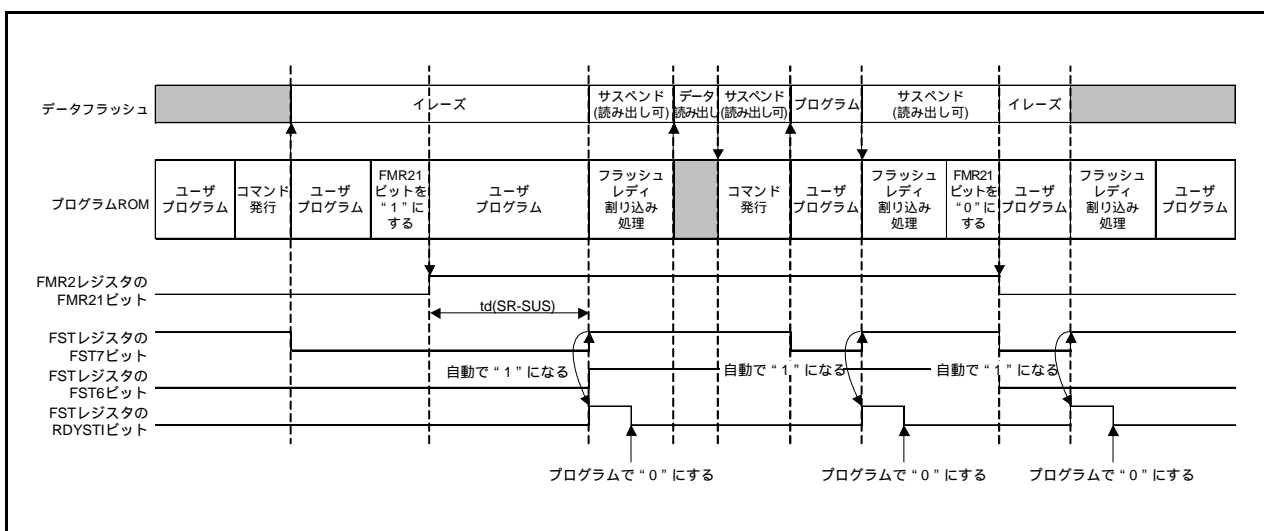 データフラッシュ
イレーズ
サスペンド
(読み出し可)
データ
読み出し
サスペンド
(読み出し可)
プログラム
サスペンド
(読み出し可)
イレーズ
プログラムROM
ユーザ
プログラム
コマンド
発行
ユーザ
プログラム
FMR21
ビットを
“1”に
する
ユーザ
プログラム
フラッシュ
レディ
割り込み
処理
コマンド
発行
ユーザ
プログラム
フラッシュ
レディ
割り込み
処理
FMR21
ビットを
“0”に
する
ユーザ
プログラム
フラッシュ
レディ
割り込み
処理
ユーザ
プログラム
FMR2レジスタの
FMR21ビット
td(SR-SUS)
FSTレジスタの
FST7ビット
自動で“1”になる
自動で“1”になる
自動で“1”になる
FSTレジスタの
FST6ビット
FSTレジスタの
RDYSTIビット
プログラムで“0”にする
プログラムで“0”にする
プログラムで“0”にする